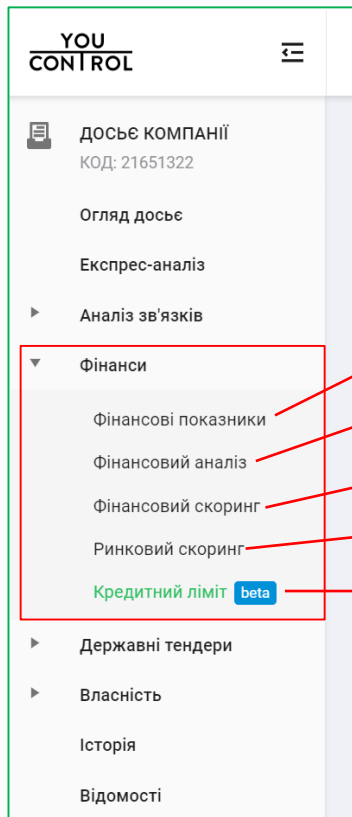 YOU
CONTROL
ДОСЬЄ КОМПАНІЇ
КОД: 21651322
Огляд досьє
Експрес-аналіз
Аналіз зв'язків
Фінанси
Фінансові показники
Фінансовий аналіз
Фінансовий скоринг
Ринковий скоринг
Кредитний ліміт beta
Державні тендери
Власність
Історія
Відомості